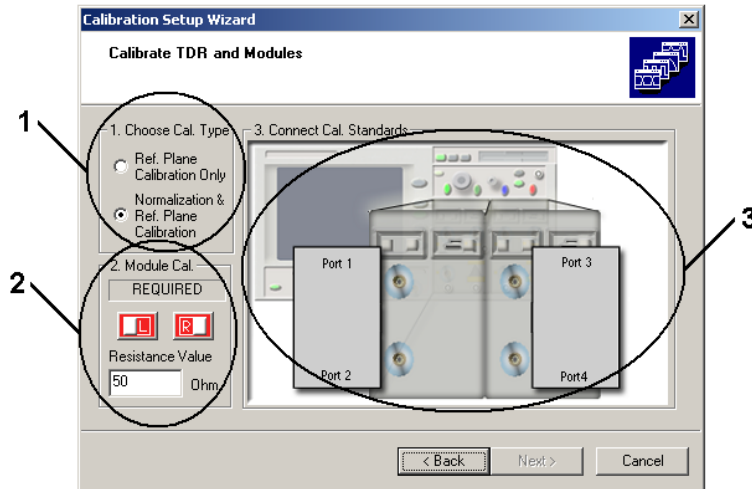 Calibration Setup Wizard
Calibrate TDR and Modules
1
1. Choose Cal. Type
Ref. Plane
Calibration Only
Normalization &
Ref. Plane
Calibration
2
2. Module Cal.
REQUIRED
L R
Resistance Value
50 Ohm
3. Connect Cal. Standards
Port 1
Port 2
Port 3
Port4
3
< Back
Next >
Cancel